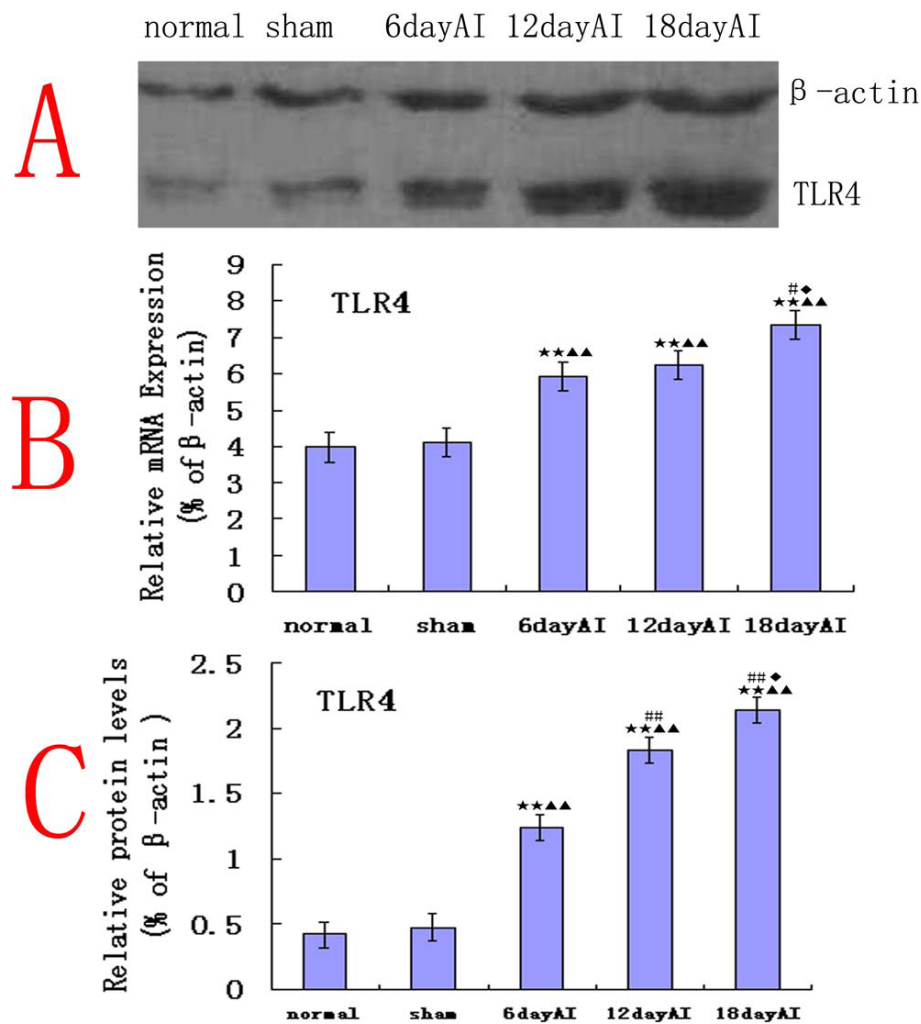 A
normal sham 6dayAI 12dayAI 18dayAI
β-actin
TLR4
B
Relative mRNA Expression
(% of β-actin)
9
8
7
6
5
4
3
2
1
0
TLR4
★★▲▲
★★▲▲
#◆
★★▲▲
normal sham 6dayAI 12dayAI 18dayAI
C
Relative protein levels
(% of β-actin )
2.5
2
1.5
1
0.5
0
TLR4
★★▲▲
##
★★▲▲
##◆
★★▲▲
normal sham 6dayAI 12dayAI 18dayAI